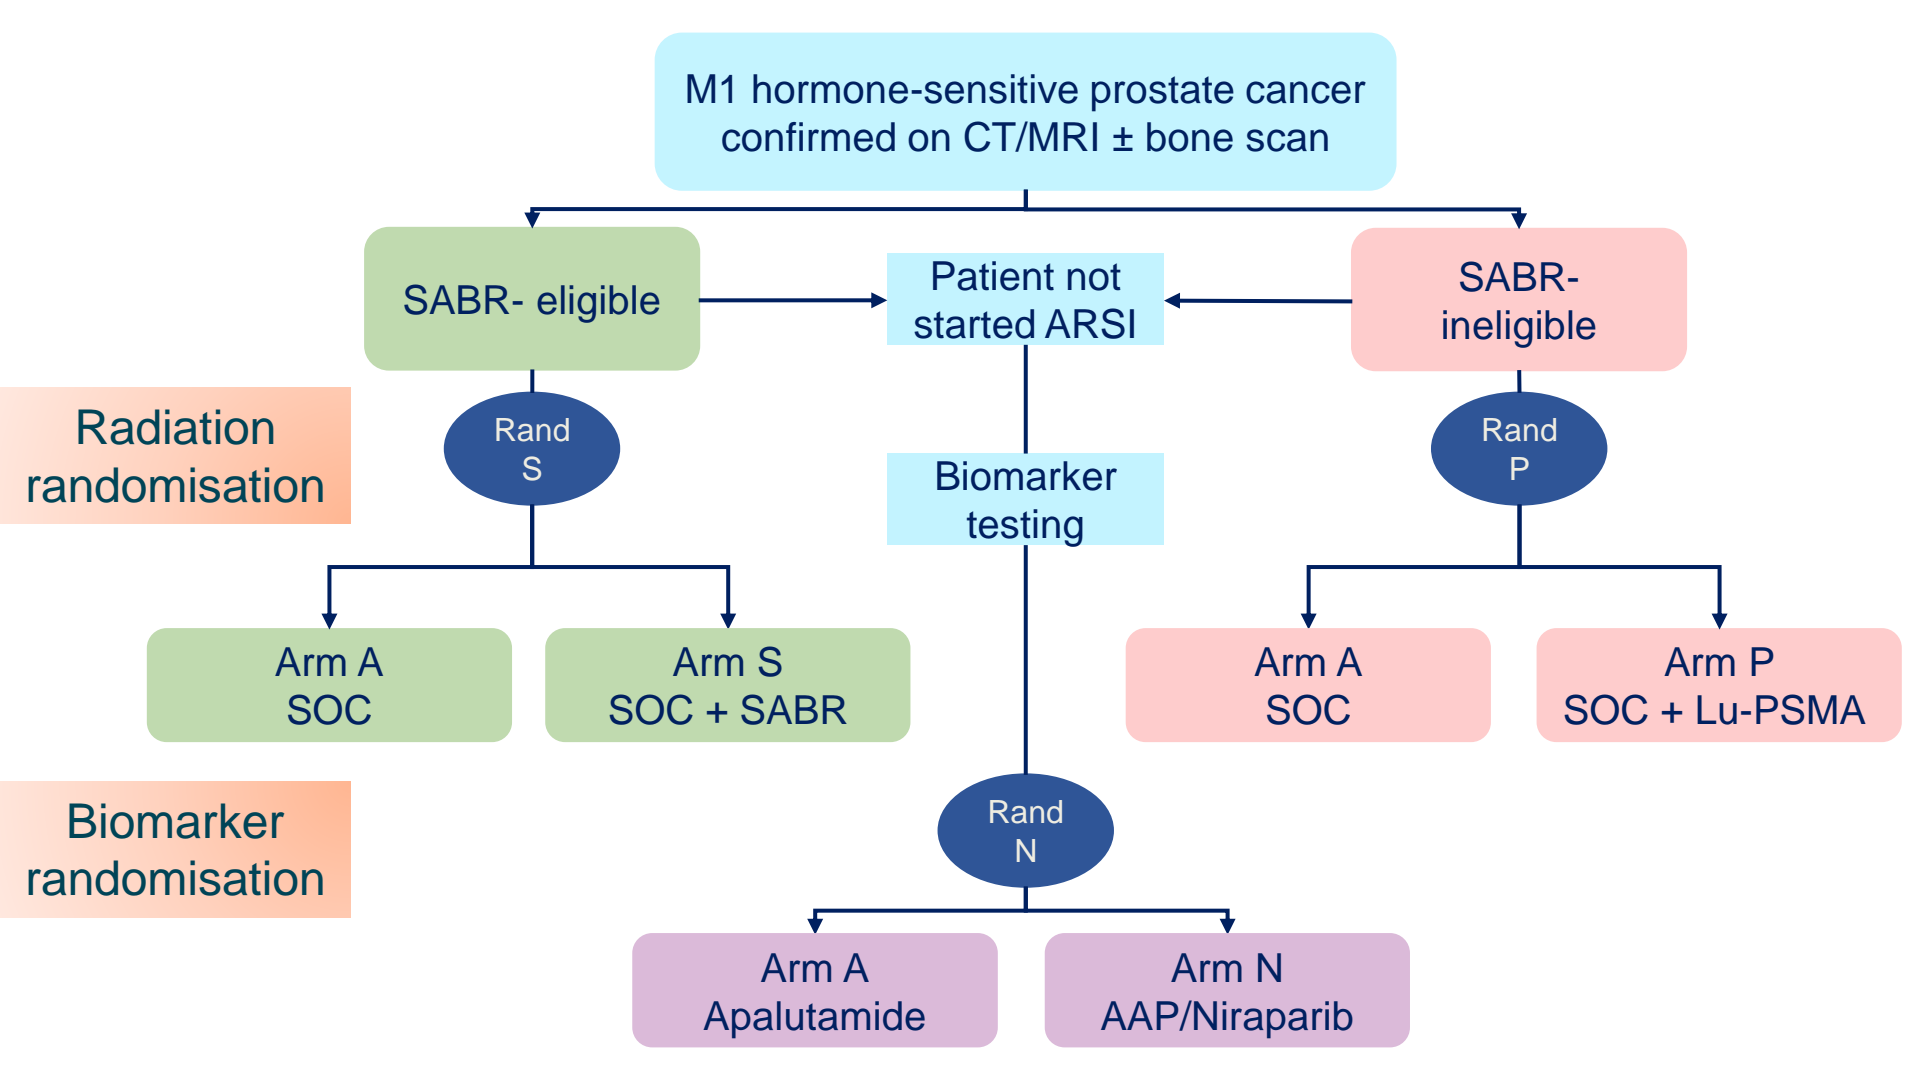 M1 hormone-sensitive prostate cancer
confirmed on CT/MRI ± bone scan
SABR- eligible
Patient not
started ARSI
SABR-
ineligible
Radiation
randomisation
Rand
S
Biomarker
testing
Rand
P
Arm A
SOC
Arm S
SOC + SABR
Arm A
SOC
Arm P
SOC + Lu-PSMA
Biomarker
randomisation
Rand
N
Arm A
Apalutamide
Arm N
AAP/Niraparib